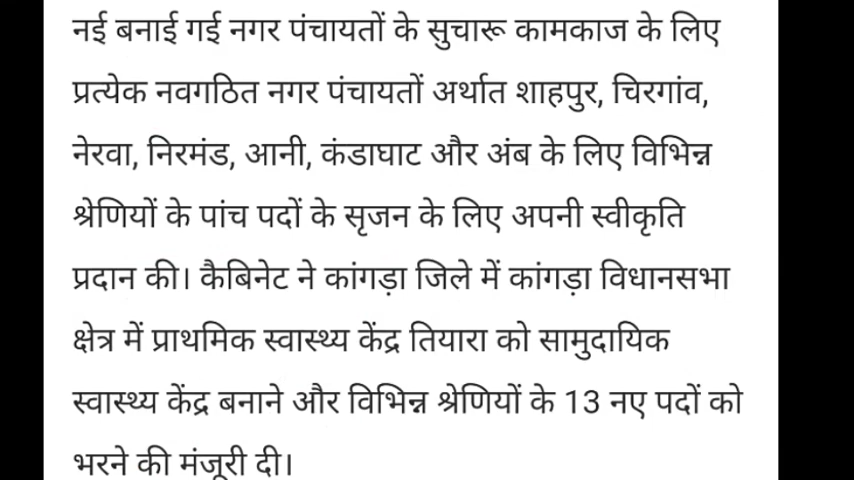 नई बनाई गई नगर पंचायतों के सुचारू कामकाज के लिए
प्रत्येक नवगठित नगर पंचायतों अर्थात शाहपुर, चिरगांव,
नेरवा, निरमंड, आनी, कंडाघाट और अंब के लिए विभिन्न
श्रेणियों के पांच पदों के सृजन के लिए अपनी स्वीकृति
प्रदान की। कैबिनेट ने कांगड़ा जिले में कांगड़ा विधानसभा
क्षेत्र में प्राथमिक स्वास्थ्य केंद्र तियारा को सामुदायिक
स्वास्थ्य केंद्र बनाने और विभिन्न श्रेणियों के 13 नए पदों को
भरने की मंजूरी दी।